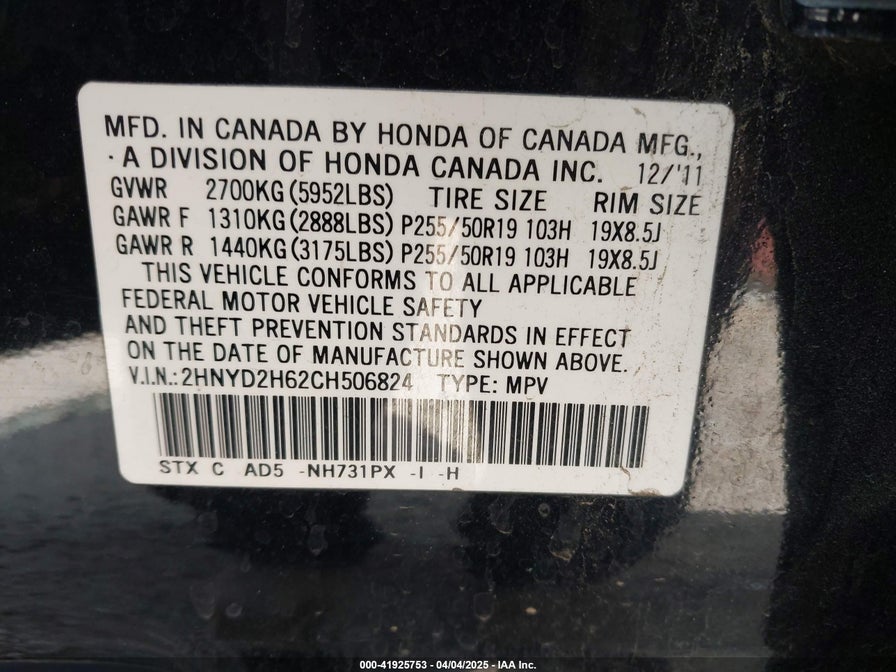 MFD. IN CANADA BY HONDA OF CANADA MFG.,
· A DIVISION OF HONDA CANADA INC. 12/'11
GVWR 2700KG (5952LBS) TIRE SIZE RIM SIZE
GAWR F 1310KG (2888LBS) P255/50R19 103H 19X8.5J
GAWR R 1440KG (3175LBS) P255/50R19 103H 19X8.5J
THIS VEHICLE CONFORMS TO ALL APPLICABLE
FEDERAL MOTOR VEHICLE SAFETY
AND THEFT PREVENTION STANDARDS IN EFFECT
ON THE DATE OF MANUFACTURE SHOWN ABOVE.
V.I.N.: 2HNYD2H62CH506824 TYPE: MPV
STX C AD5 -NH731PX -I -H
000-41925753 - 04/04/2025 - IAA Inc.